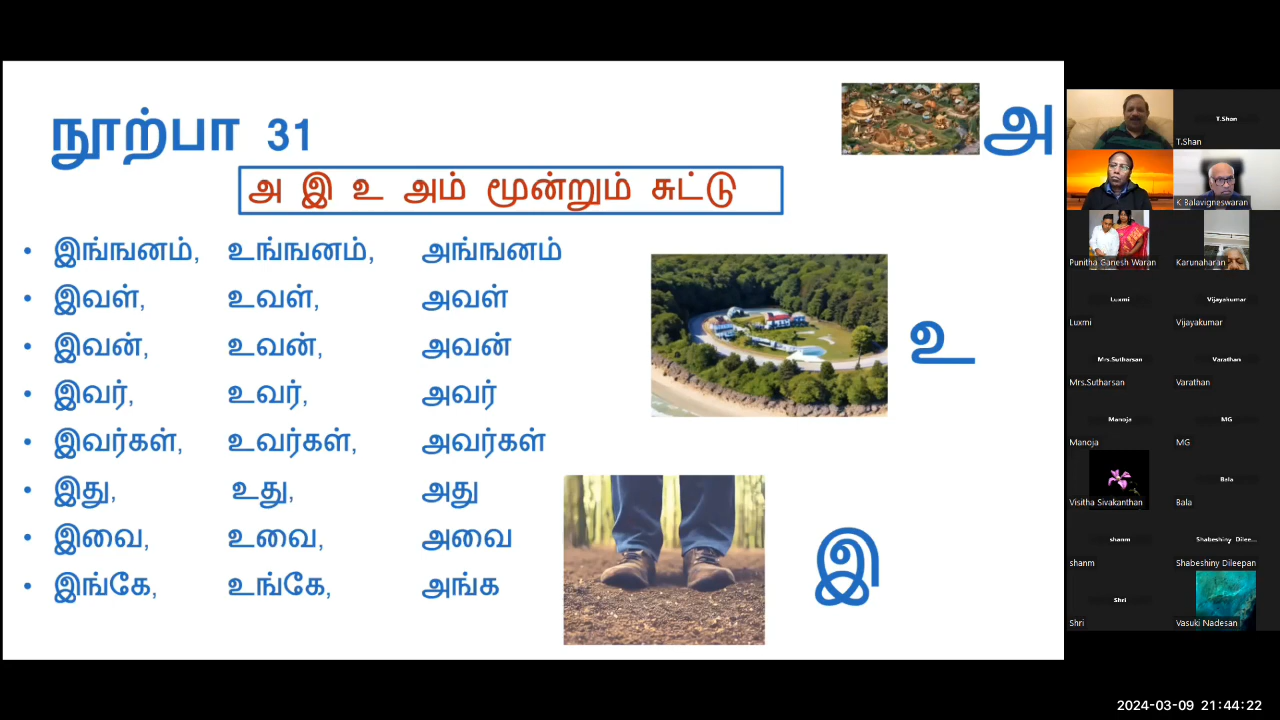 நூற்பா 31
அ
அ இ உ அம் மூன்றும் சுட்டு
• இங்ஙனம், உங்ஙனம், அங்ஙனம்
• இவள், உவள், அவள்
• இவன், உவன், அவன்
• இவர், உவர், அவர்
• இவர்கள், உவர்கள், அவர்கள்
• இது, உது, அது
• இவை, உவை, அவை
• இங்கே, உங்கே, அங்க
உ
இ
T.Shan
T.Shan
K Balavigneswaran
Punitha Ganesh Waran
Karunaharan
Luxmi
Vijayakumar
Luxmi
Vijayakumar
Mrs.Sutharsan
Varathan
Mrs.Sutharsan
Varathan
Manoja
MG
Manoja
MG
Bala
Visitha Sivakanthan
Bala
shanm
Shabeshiny Dilee...
shanm
Shabeshiny Dileepan
Shri
Shri
Vasuki Nadesan
2024-03-09 21:44:22